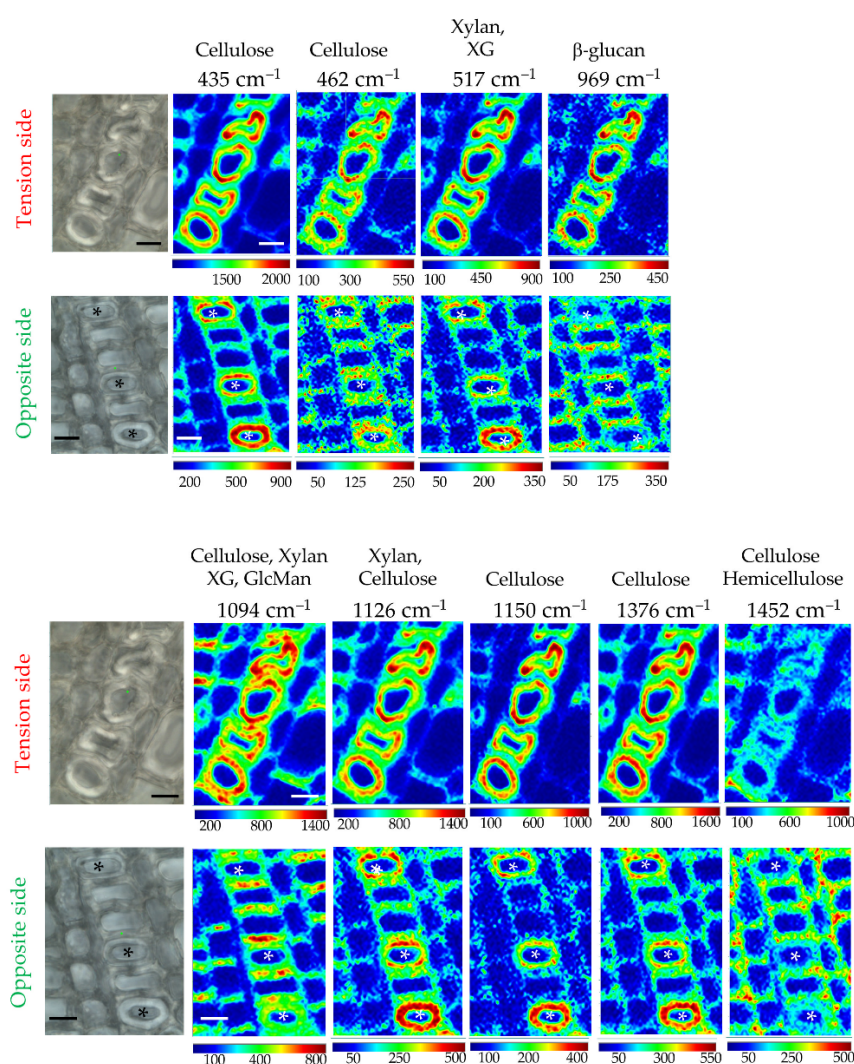 Cellulose
435 cm⁻¹
Cellulose
462 cm⁻¹
Xylan,
XG
517 cm⁻¹
β-glucan
969 cm⁻¹
Tension side
1500 2000
100 300 550
100 450 900
100 250 450
Opposite side
* * *
* * *
* * *
* * *
* * *
200 500 900
50 125 250
50 200 350
50 175 350
Cellulose, Xylan
XG, GlcMan
1094 cm⁻¹
Xylan,
Cellulose
1126 cm⁻¹
Cellulose
1150 cm⁻¹
Cellulose
1376 cm⁻¹
Cellulose
Hemicellulose
1452 cm⁻¹
Tension side
200 800 1400
200 800 1400
100 600 1000
200 800 1600
100 600 1000
Opposite side
* * *
* * *
* * *
* * *
* * *
* * *
100 400 800
50 250 500
100 200 400
50 300 550
50 250 500